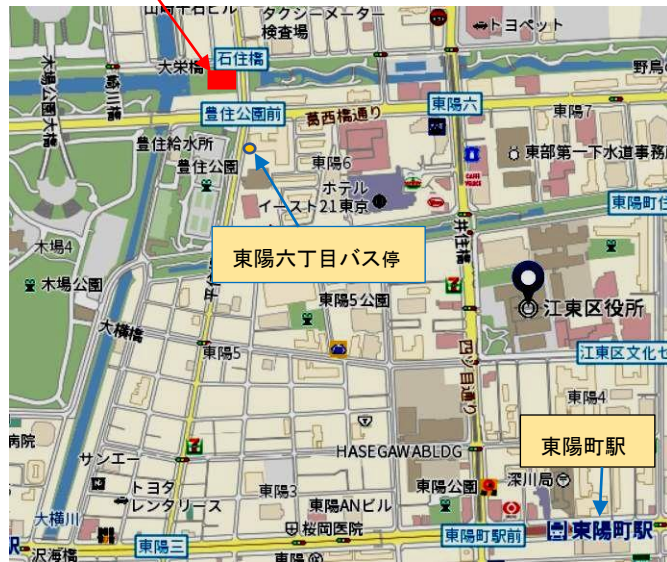 タクシーメーター
検査場
トヨペット
大栄橋
石住橋
木場公園大橋
崎川橋
豊住公園前
葛西橋通り
東陽六
東陽7
豊住給水所
豊住公園
東陽6
東部第一下水道事務所
ホテル
イースト21東京
木場4
木場公園
東陽六丁目バス停
井住橋
江東区役所
東陽5公園
大横橋
東陽5
四ツ目通り
東陽4
病院
サンエー
HASEGAWABLDG
東陽町駅
トヨタ
レンタリース
東陽3
東陽ANビル
東陽公園
深川局
大横川
桜岡医院
沢海橋
東陽三
東陽
東陽町駅前
東陽町駅